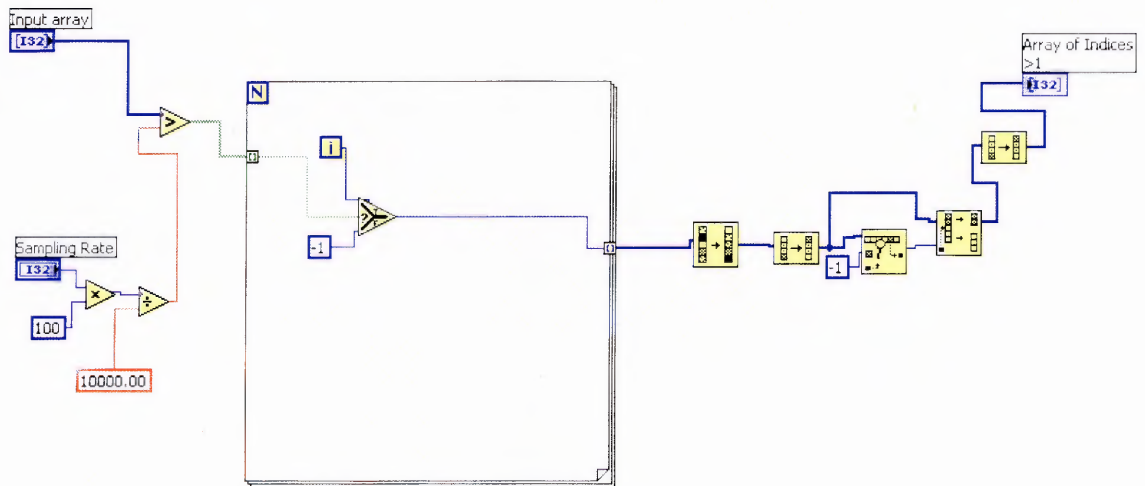 Input array
[I32]
N
>
i
?
-1
Sampling Rate
I32
×
÷
100
10000.00
-1
Array of Indices
>1
[I32]